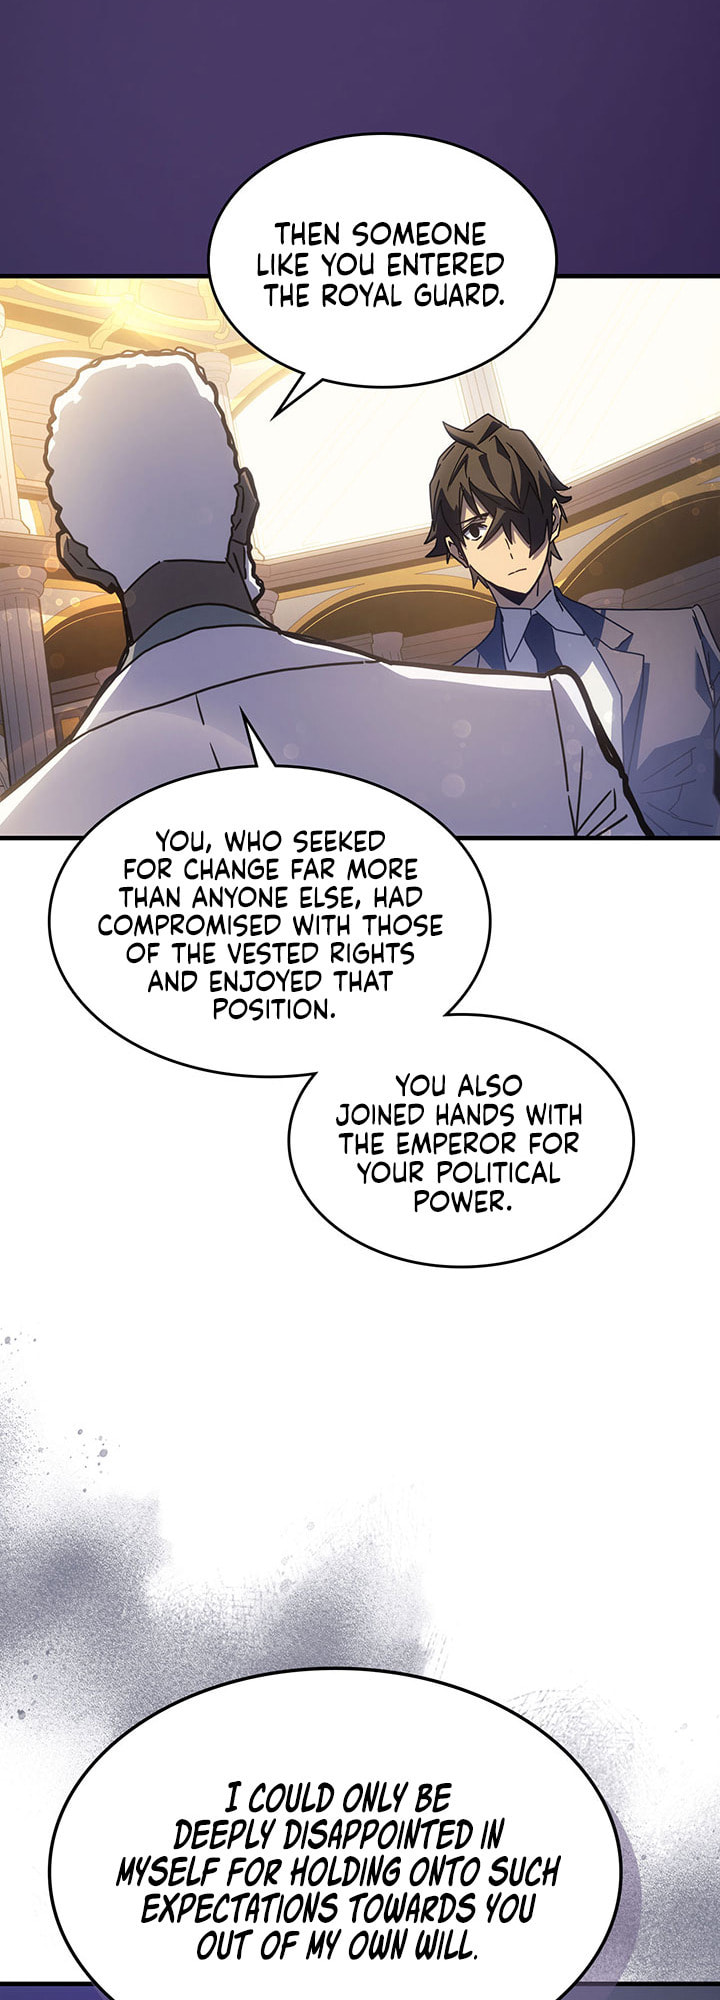 THEN SOMEONE
LIKE YOU ENTERED
THE ROYAL GUARD.
YOU, WHO SEEKED
FOR CHANGE FAR MORE
THAN ANYONE ELSE, HAD
COMPROMISED WITH THOSE
OF THE VESTED RIGHTS
AND ENJOYED THAT
POSITION.
YOU ALSO
JOINED HANDS WITH
THE EMPEROR FOR
YOUR POLITICAL
POWER.
I COULD ONLY BE
DEEPLY DISAPPOINTED IN
MYSELF FOR HOLDING ONTO SUCH
EXPECTATIONS TOWARDS YOU
OUT OF MY OWN WILL.